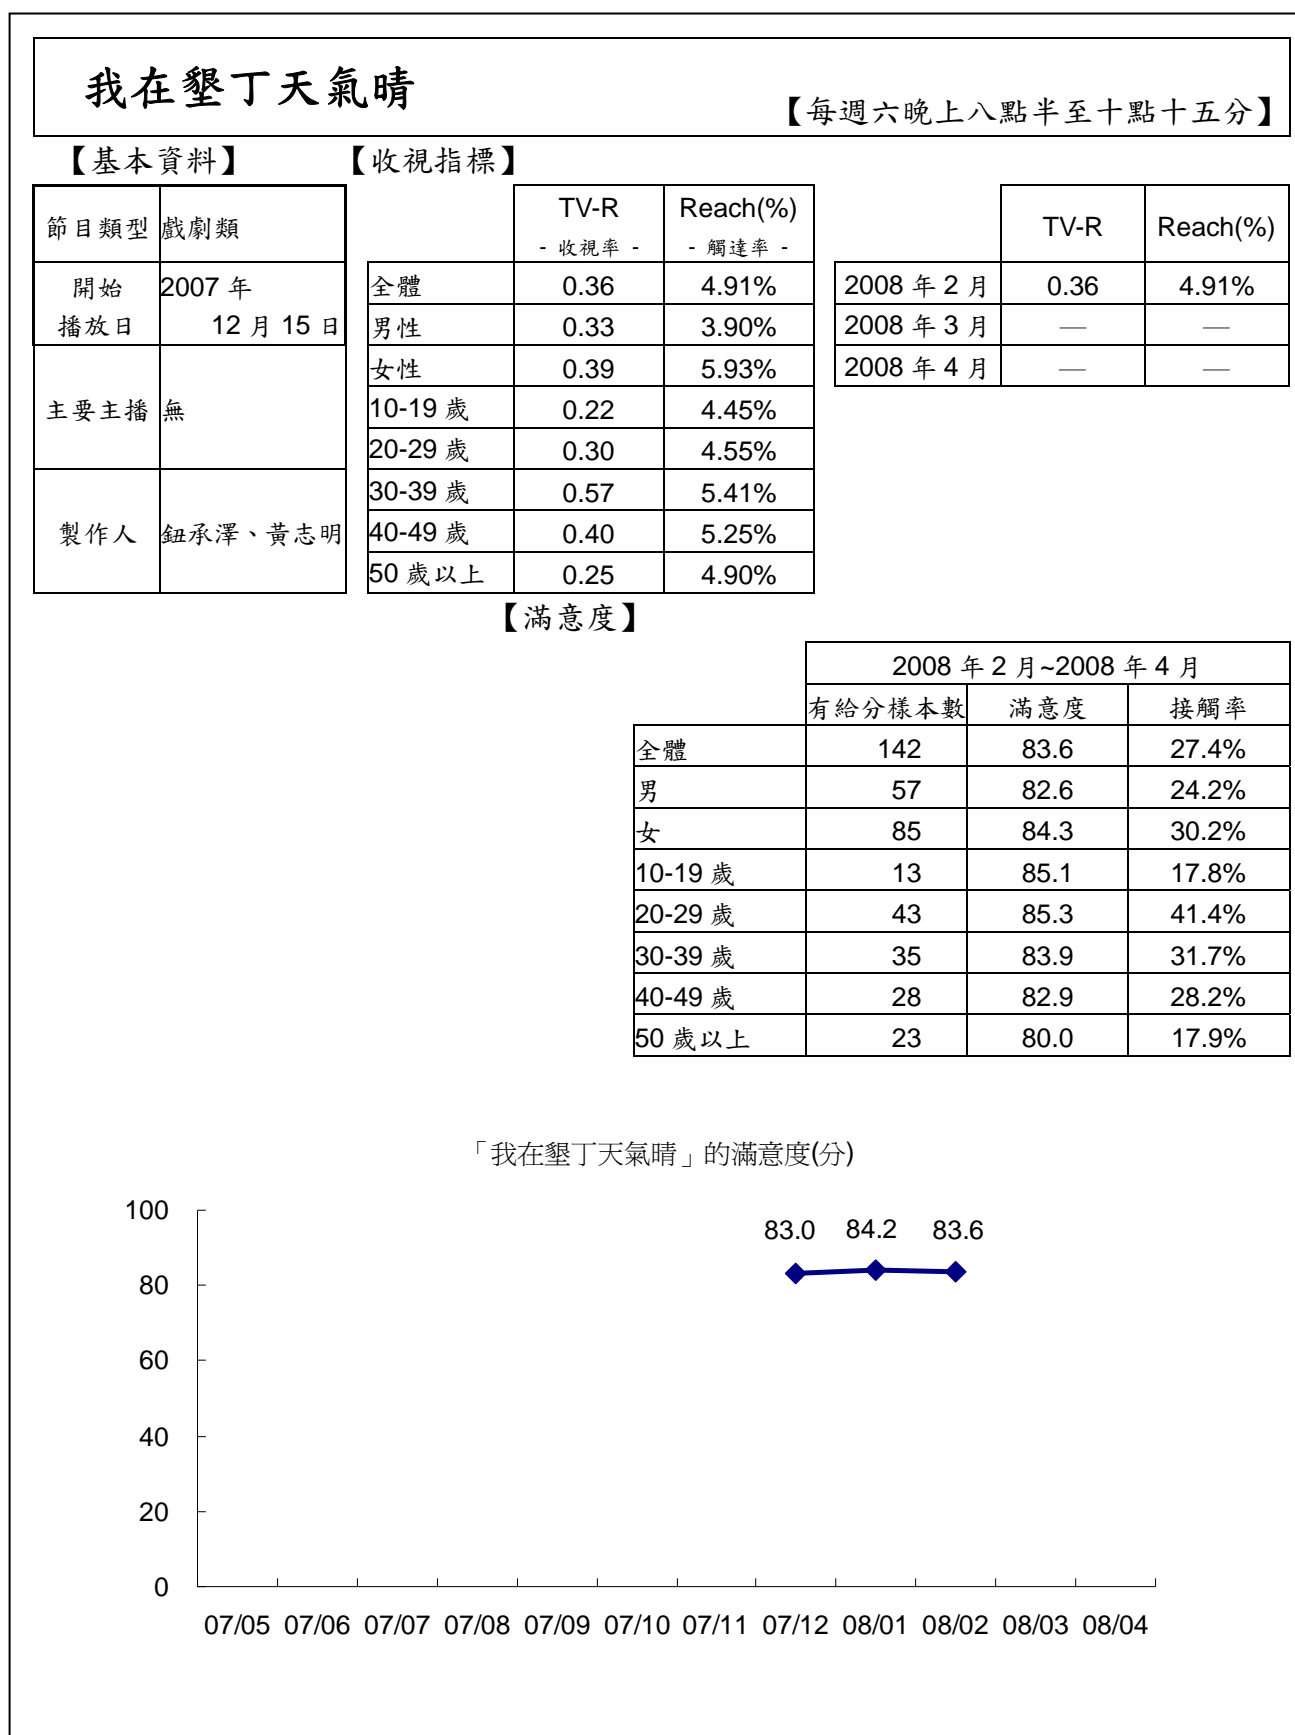 我在墾丁天氣晴
【每週六晚上八點半至十點十五分】
【基本資料】 【收視指標】
節目類型 戲劇類
開始播放日 2007 年 12 月 15 日
主要主播 無
製作人 鈕承澤、黃志明
TV-R Reach(%)
- 收視率 - - 觸達率 -
全體 0.36 4.91%
男性 0.33 3.90%
女性 0.39 5.93%
10-19 歲 0.22 4.45%
20-29 歲 0.30 4.55%
30-39 歲 0.57 5.41%
40-49 歲 0.40 5.25%
50 歲以上 0.25 4.90%
TV-R Reach(%)
2008 年 2 月 0.36 4.91%
2008 年 3 月 — —
2008 年 4 月 — —
【滿意度】
2008 年 2 月~2008 年 4 月
有給分樣本數 滿意度 接觸率
全體 142 83.6 27.4%
男 57 82.6 24.2%
女 85 84.3 30.2%
10-19 歲 13 85.1 17.8%
20-29 歲 43 85.3 41.4%
30-39 歲 35 83.9 31.7%
40-49 歲 28 82.9 28.2%
50 歲以上 23 80.0 17.9%
「我在墾丁天氣晴」的滿意度(分)
100
83.0 84.2 83.6
80
60
40
20
0
07/05 07/06 07/07 07/08 07/09 07/10 07/11 07/12 08/01 08/02 08/03 08/04